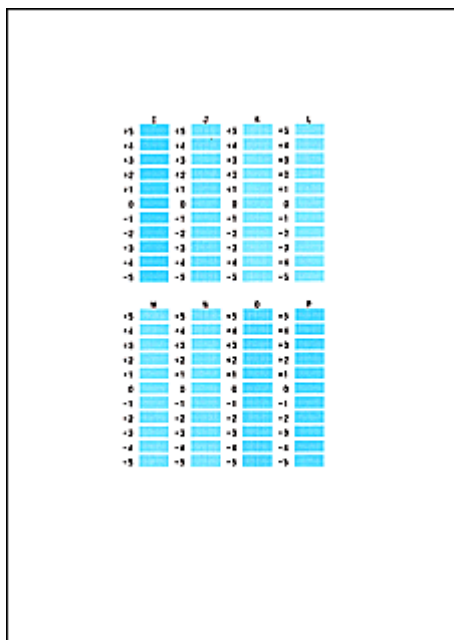 I J K L
+5 +5 +5 +5
+4 +4 +4 +4
+3 +3 +3 +3
+2 +2 +2 +2
+1 +1 +1 +1
0 0 0 0
-1 -1 -1 -1
-2 -2 -2 -2
-3 -3 -3 -3
-4 -4 -4 -4
-5 -5 -5 -5
M N O P
+5 +5 +5 +5
+4 +4 +4 +4
+3 +3 +3 +3
+2 +2 +2 +2
+1 +1 +1 +1
0 0 0 0
-1 -1 -1 -1
-2 -2 -2 -2
-3 -3 -3 -3
-4 -4 -4 -4
-5 -5 -5 -5